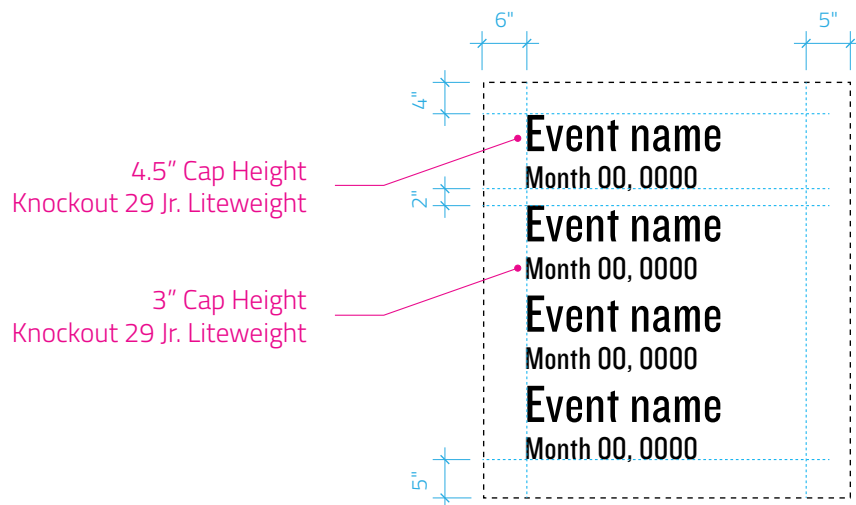 6"
5"
4"
Event name
4.5” Cap Height
Knockout 29 Jr. Liteweight
Month 00, 0000
2"
Event name
Month 00, 0000
3” Cap Height
Knockout 29 Jr. Liteweight
Event name
Month 00, 0000
Event name
Month 00, 0000
5"